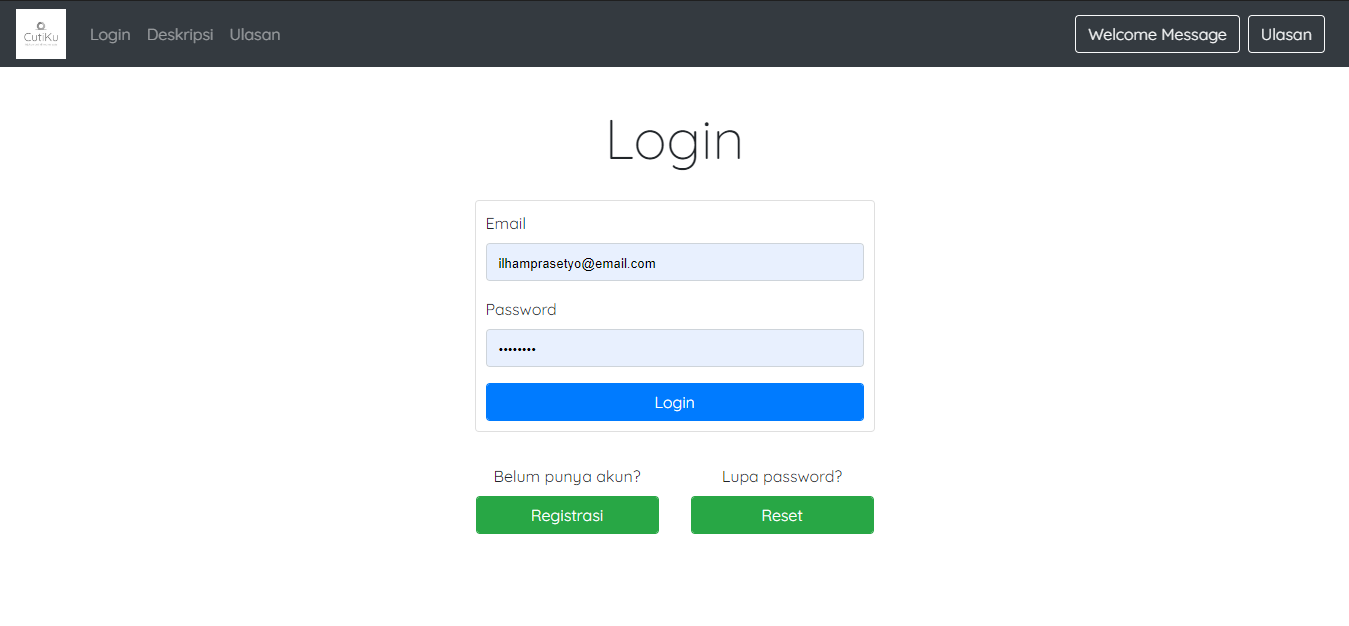 CutiKu
Login Deskripsi Ulasan Welcome Message Ulasan
Login
Email
ilhamprasetyo@email.com
Password
••••••••
Login
Belum punya akun? Lupa password?
Registrasi Reset